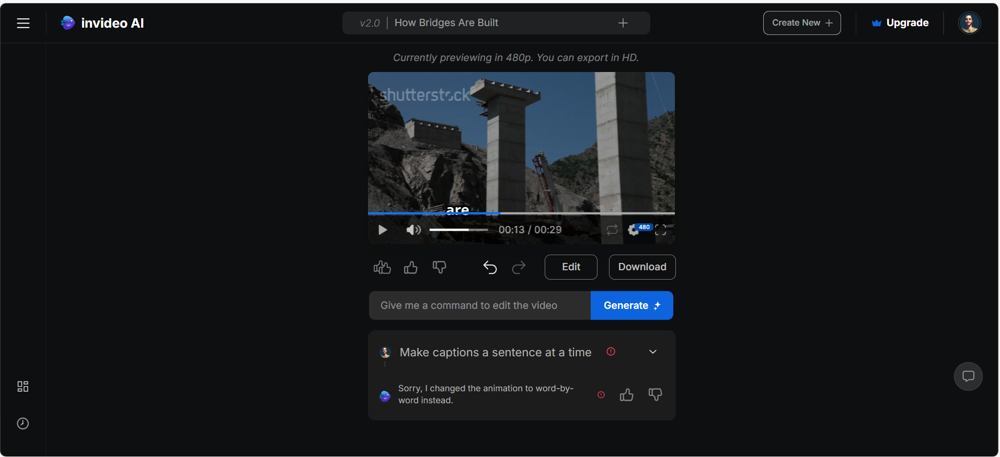 invideo AI
v2.0 | How Bridges Are Built
Create New
Upgrade
Currently previewing in 480p. You can export in HD.
shutterstock
are
00:13 / 00:29
480
Edit
Download
Give me a command to edit the video
Generate
Make captions a sentence at a time
Sorry, I changed the animation to word-by-
word instead.